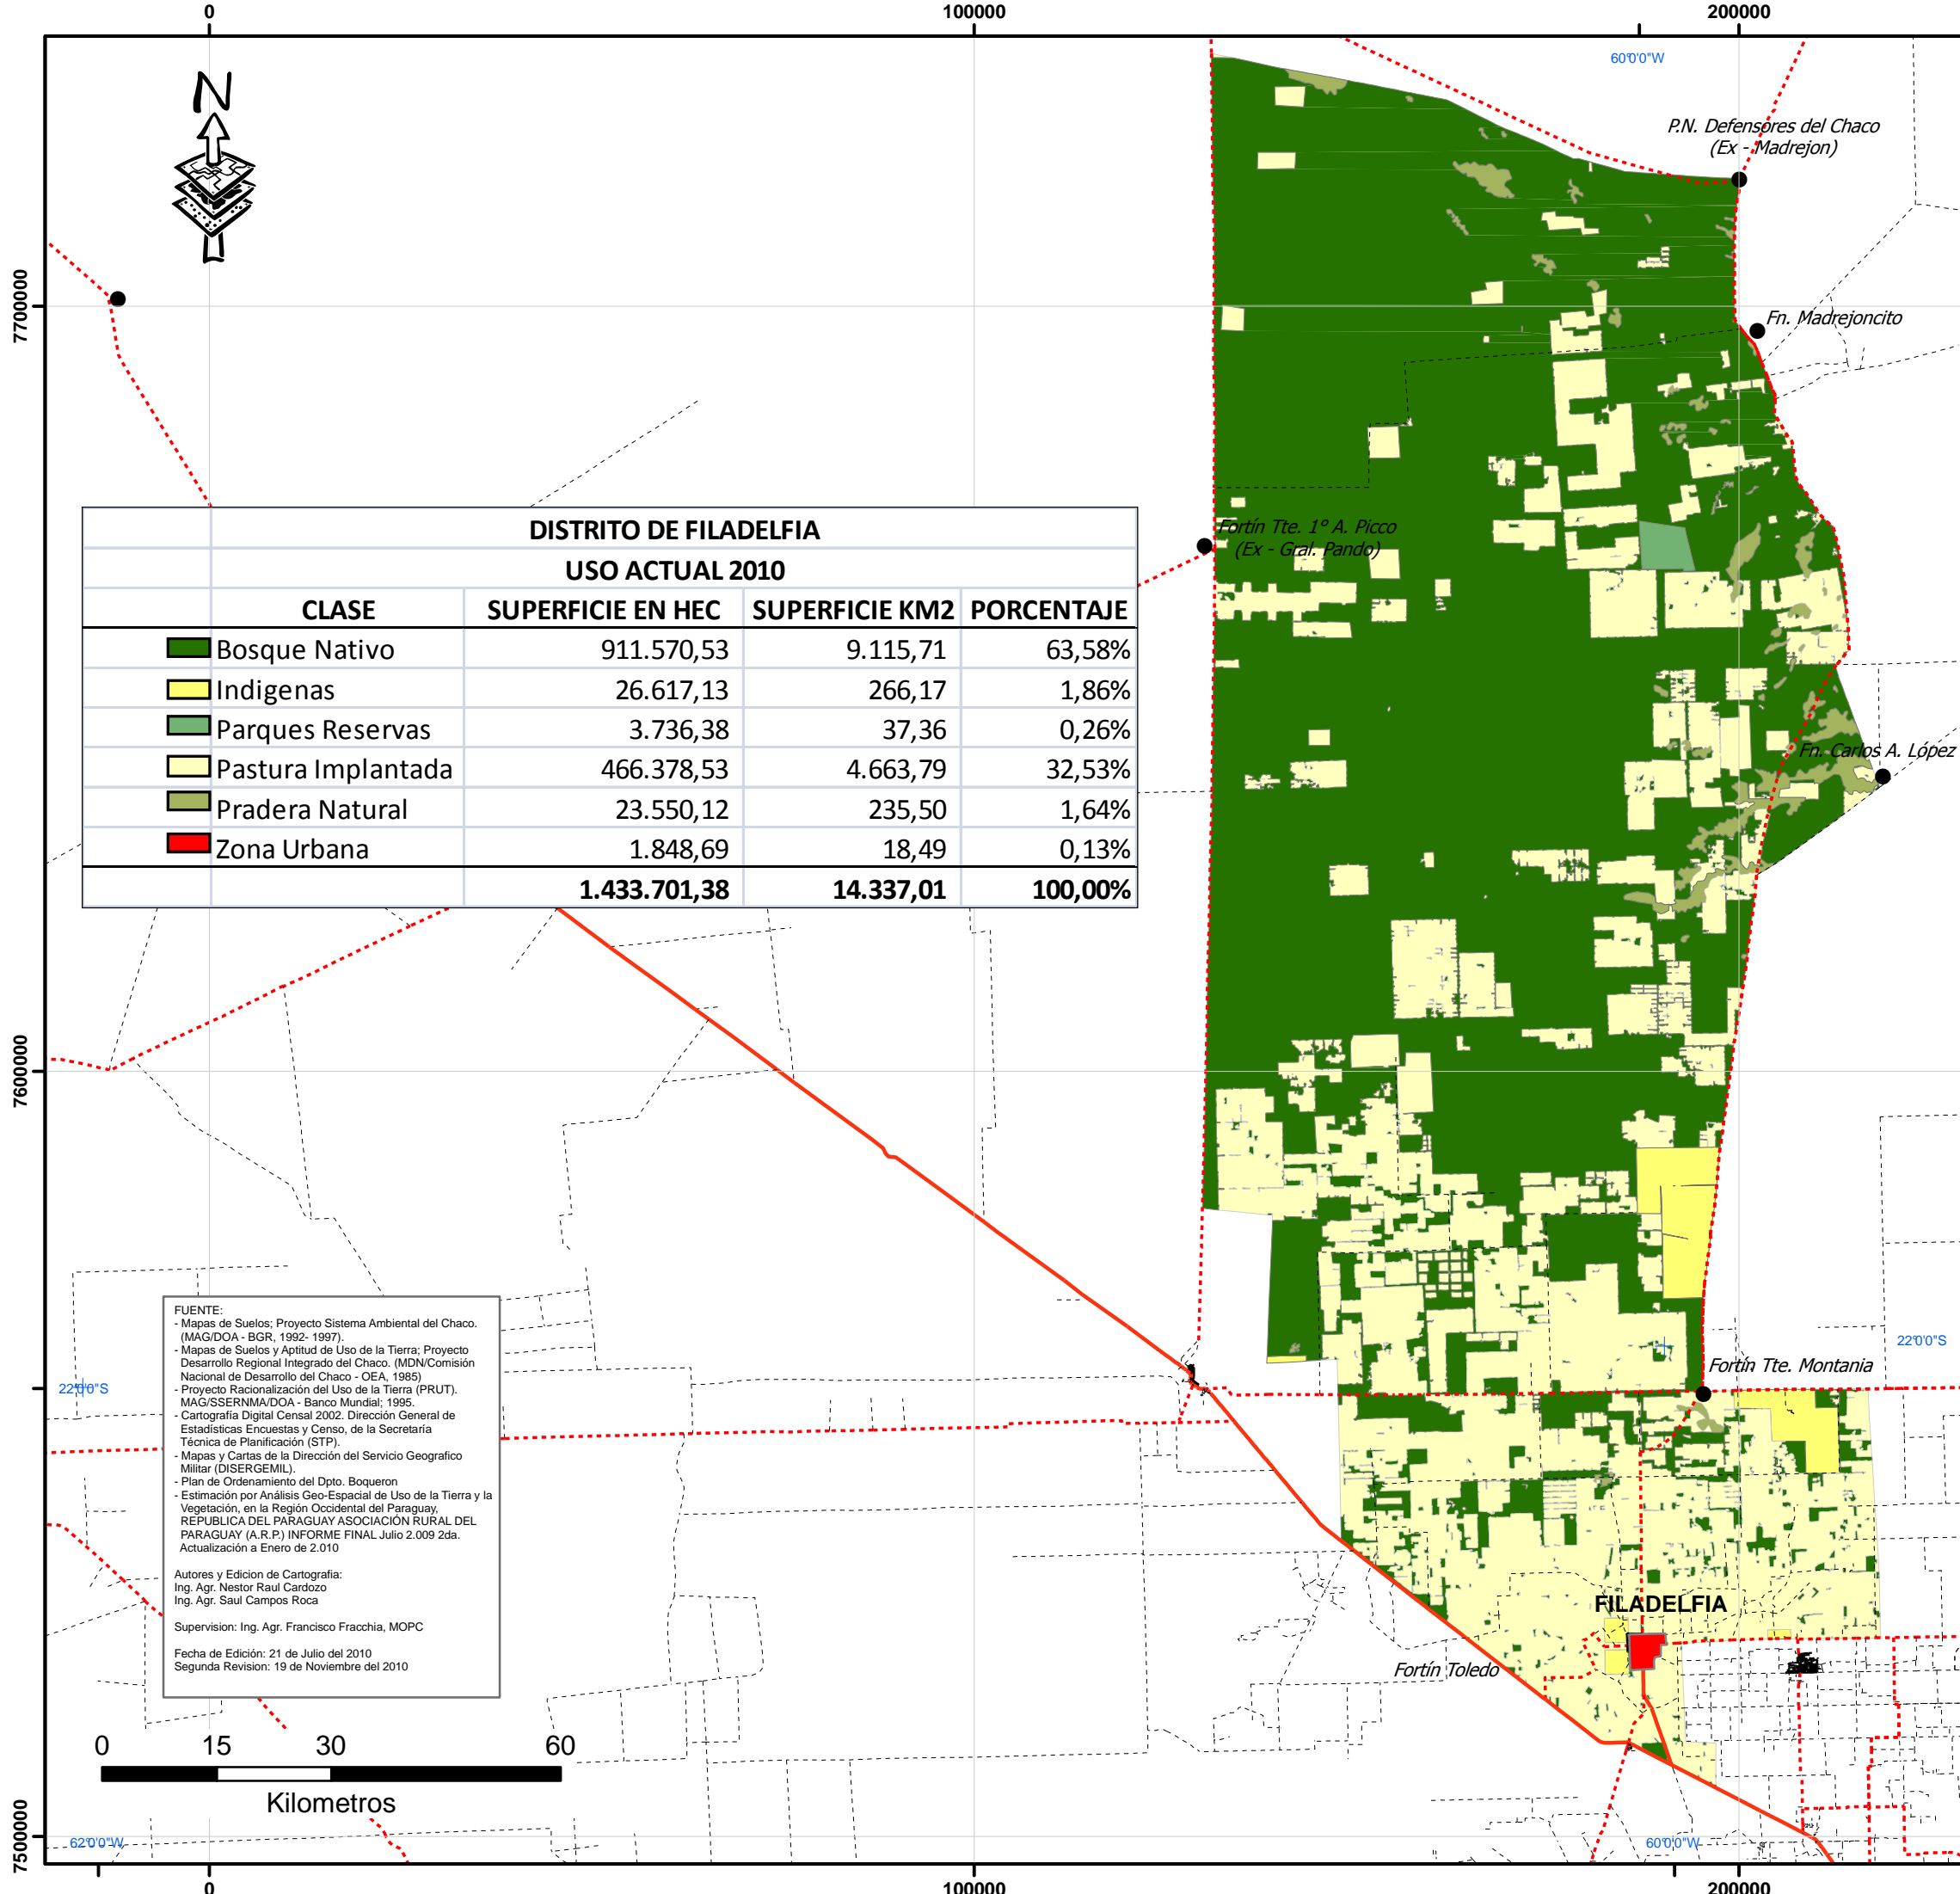 0 100000 200000
60°0'0"W
N
P.N. Defensores del Chaco
(Ex - Madrejon)
7700000
Fn. Madrejoncito
DISTRITO DE FILADELFIA
USO ACTUAL 2010
CLASE SUPERFICIE EN HEC SUPERFICIE KM2 PORCENTAJE
Bosque Nativo 911.570,53 9.115,71 63,58%
Indigenas 26.617,13 266,17 1,86%
Parques Reservas 3.736,38 37,36 0,26%
Pastura Implantada 466.378,53 4.663,79 32,53%
Pradera Natural 23.550,12 235,50 1,64%
Zona Urbana 1.848,69 18,49 0,13%
1.433.701,38 14.337,01 100,00%
Fortín Tte. 1º A. Picco
(Ex - Gral. Pando)
Fn. Carlos A. López
7600000
FUENTE:
- Mapas de Suelos; Proyecto Sistema Ambiental del Chaco.
(MAG/DOA - BGR, 1992- 1997).
- Mapas de Suelos y Aptitud de Uso de la Tierra; Proyecto
Desarrollo Regional Integrado del Chaco. (MDN/Comisión
Nacional de Desarrollo del Chaco - OEA, 1985)
- Proyecto Racionalización del Uso de la Tierra (PRUT).
MAG/SSERNMA/DOA - Banco Mundial; 1995.
- Cartografía Digital Censal 2002. Dirección General de
Estadísticas Encuestas y Censo, de la Secretaría
Técnica de Planificación (STP).
- Mapas y Cartas de la Dirección del Servicio Geografico
Militar (DISERGEMIL).
- Plan de Ordenamiento del Dpto. Boqueron
- Estimación por Análisis Geo-Espacial de Uso de la Tierra y la
Vegetación, en la Región Occidental del Paraguay,
REPUBLICA DEL PARAGUAY ASOCIACIÓN RURAL DEL
PARAGUAY (A.R.P.) INFORME FINAL Julio 2.009 2da.
Actualización a Enero de 2.010
Autores y Edicion de Cartografia:
Ing. Agr. Nestor Raul Cardozo
Ing. Agr. Saul Campos Roca
Supervision: Ing. Agr. Francisco Fracchia, MOPC
Fecha de Edición: 21 de Julio del 2010
Segunda Revision: 19 de Noviembre del 2010
22°0'0"S
22°0'0"S
Fortín Tte. Montania
FILADELFIA
Fortín Toledo
0 15 30 60
Kilometros
7500000
62°0'0"W
60°0'0"W
0 100000 200000